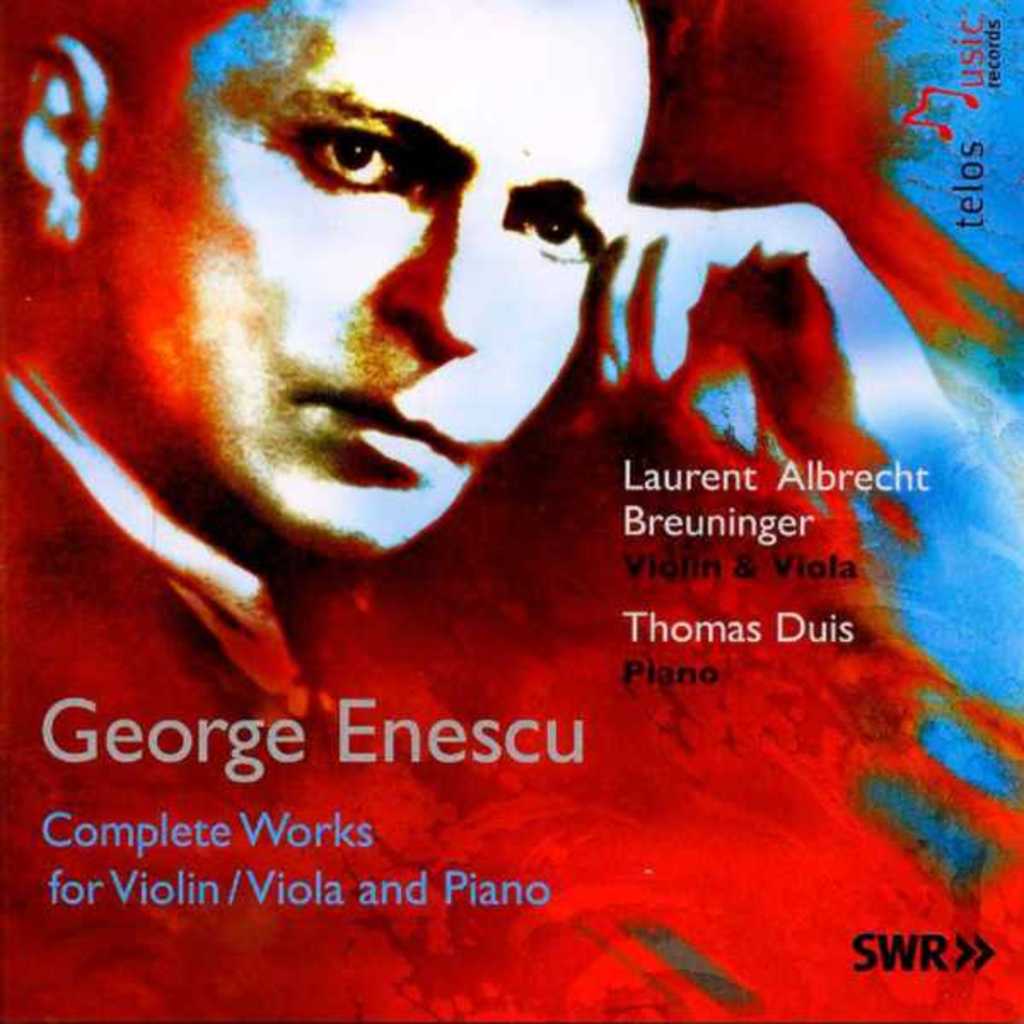 telos Music
records
Laurent Albrecht
Breuninger
Violin & Viola
Thomas Duis
Piano
George Enescu
Complete Works
for Violin / Viola and Piano
SWR»